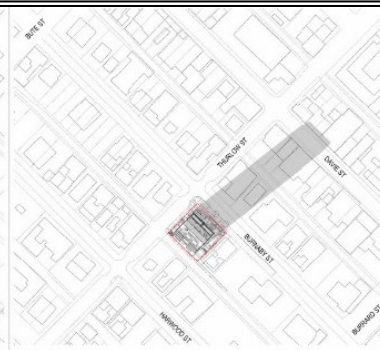 BUTE ST
THURLOW ST
DAVIE ST
BURNABY ST
HARWOOD ST
BURRARD ST